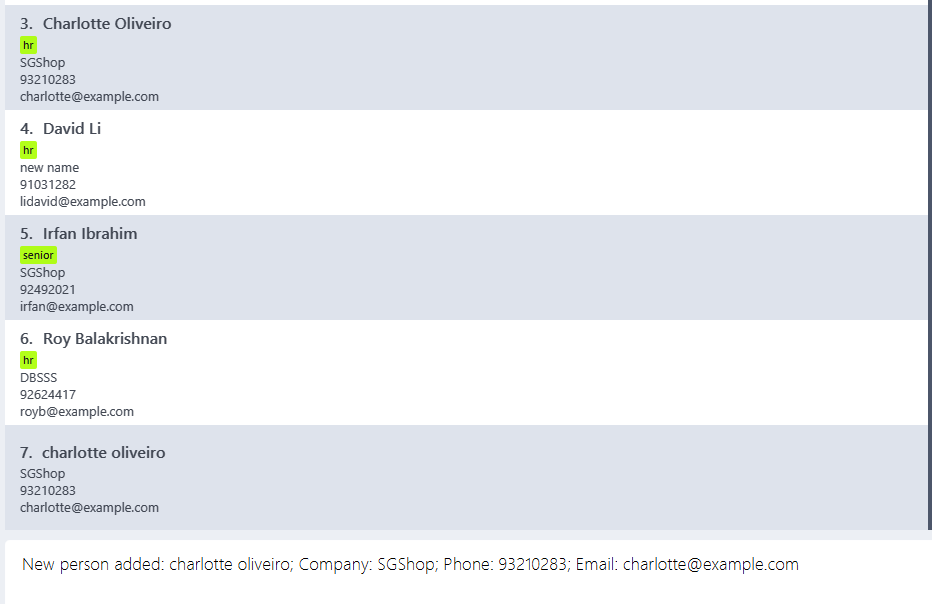 3. Charlotte Oliveiro
hr
SGShop
93210283
charlotte@example.com
4. David Li
hr
new name
91031282
lidavid@example.com
5. Irfan Ibrahim
senior
SGShop
92492021
irfan@example.com
6. Roy Balakrishnan
hr
DBSSS
92624417
royb@example.com
7. charlotte oliveiro
SGShop
93210283
charlotte@example.com
New person added: charlotte oliveiro; Company: SGShop; Phone: 93210283; Email: charlotte@example.com